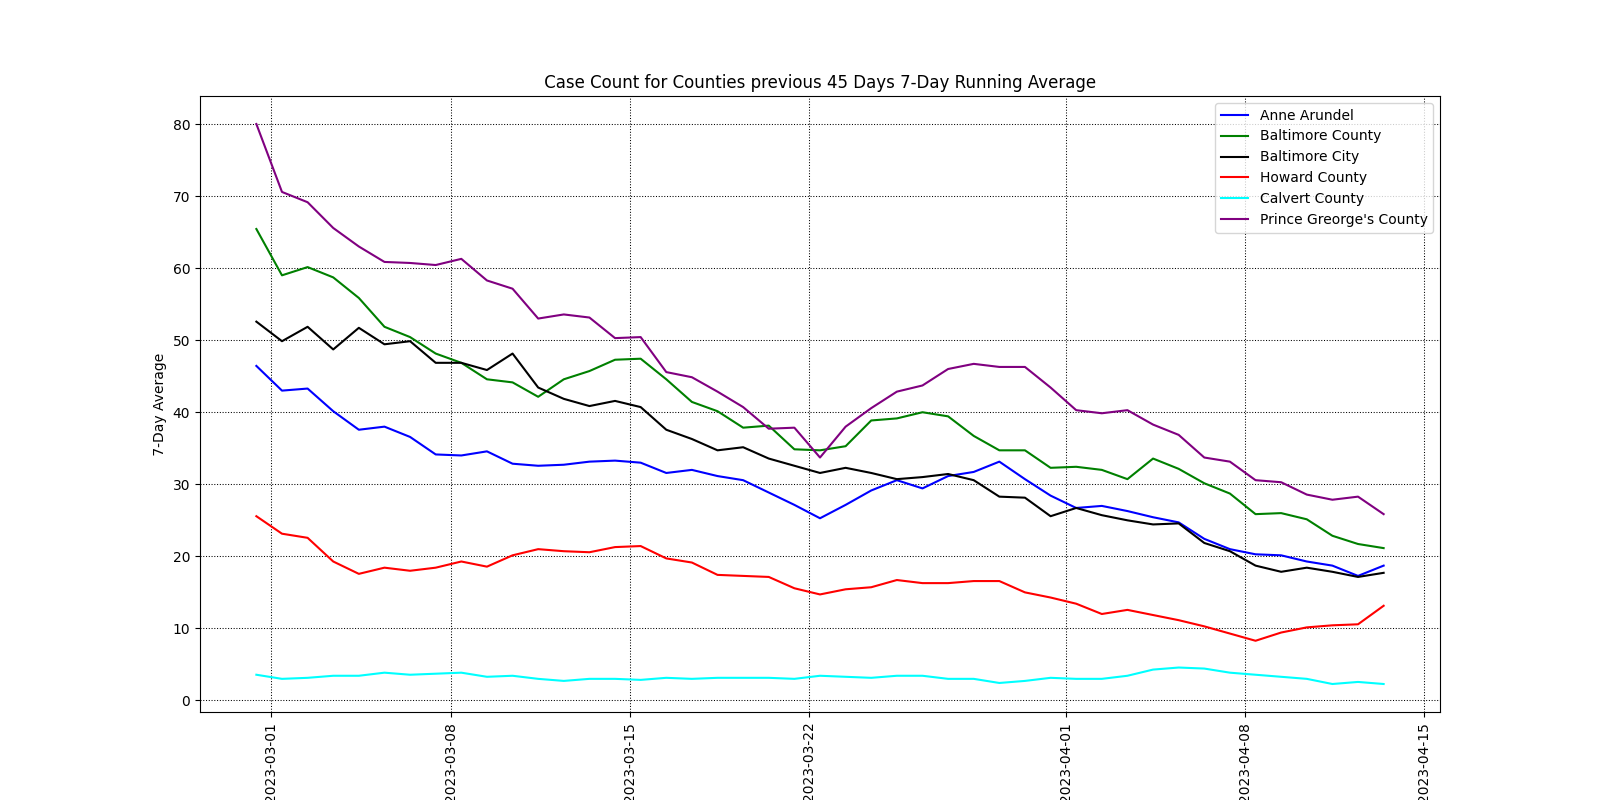 Case Count for Counties previous 45 Days 7-Day Running Average
Anne Arundel
Baltimore County
Baltimore City
Howard County
Calvert County
Prince Greorge's County
7-Day Average
80
70
60
50
40
30
20
10
0
2023-03-01
2023-03-08
2023-03-15
2023-03-22
2023-04-01
2023-04-08
2023-04-15